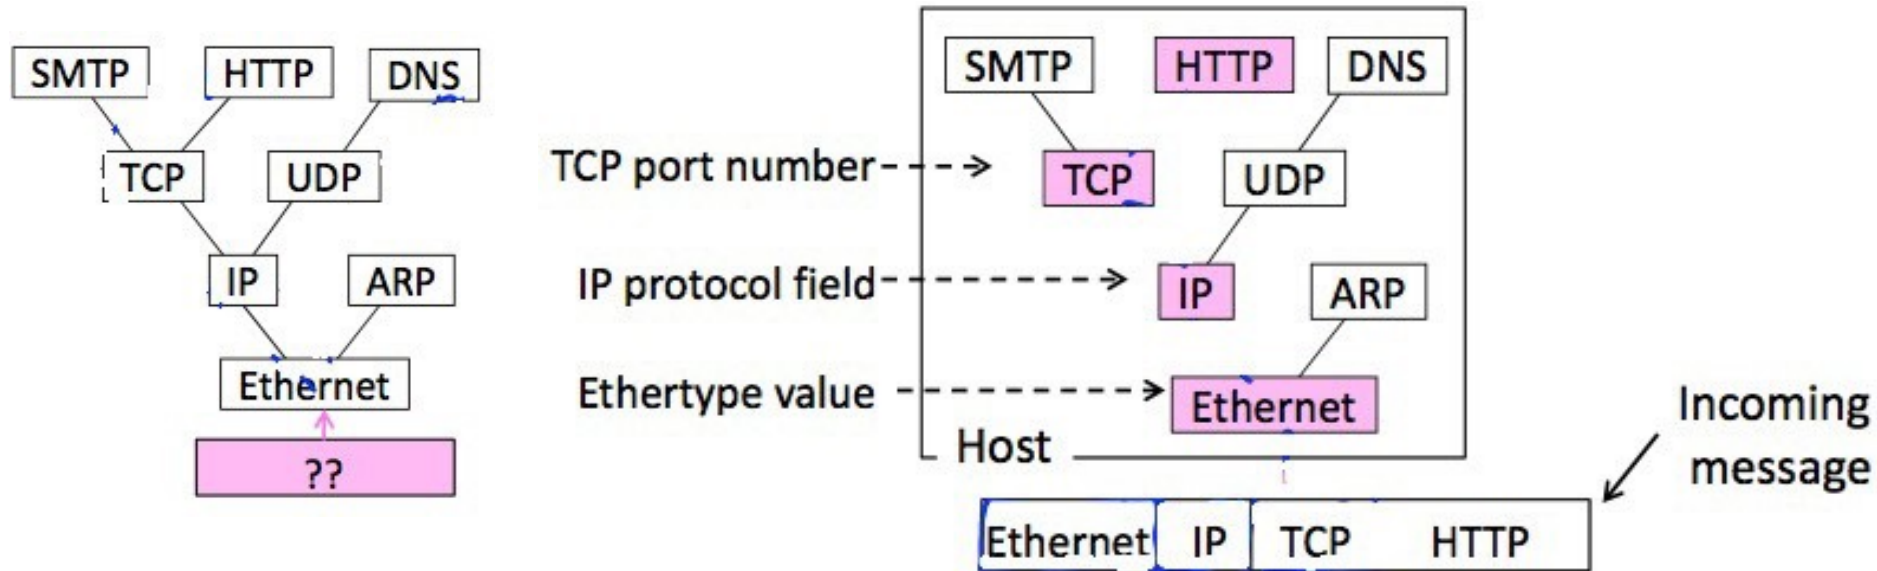 SMTP HTTP DNS
TCP UDP
IP ARP
Ethernet
??
SMTP HTTP DNS
TCP port number TCP UDP
IP protocol field IP ARP
Ethertype value Ethernet
Host
Incoming
message
Ethernet IP TCP HTTP